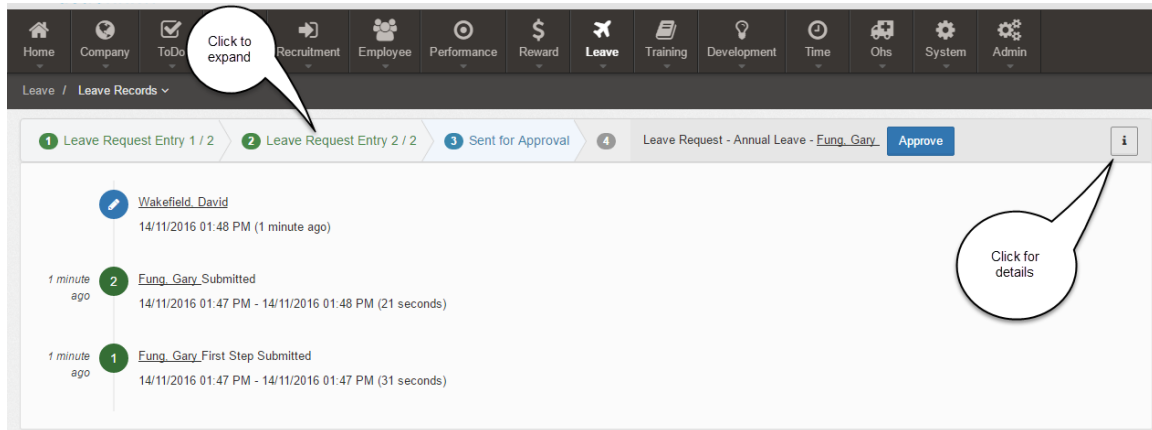 Home Company ToDo Recruitment Employee Performance Reward Leave Training Development Time Ohs System Admin
Click to
expand
Leave / Leave Records
1 Leave Request Entry 1 / 2 2 Leave Request Entry 2 / 2 3 Sent for Approval 4 Leave Request - Annual Leave - Fung, Gary Approve i
Wakefield, David
14/11/2016 01:48 PM (1 minute ago)
Click for
details
1 minute
ago
2
Fung, Gary Submitted
14/11/2016 01:47 PM - 14/11/2016 01:48 PM (21 seconds)
1 minute
ago
1
Fung, Gary First Step Submitted
14/11/2016 01:47 PM - 14/11/2016 01:47 PM (31 seconds)